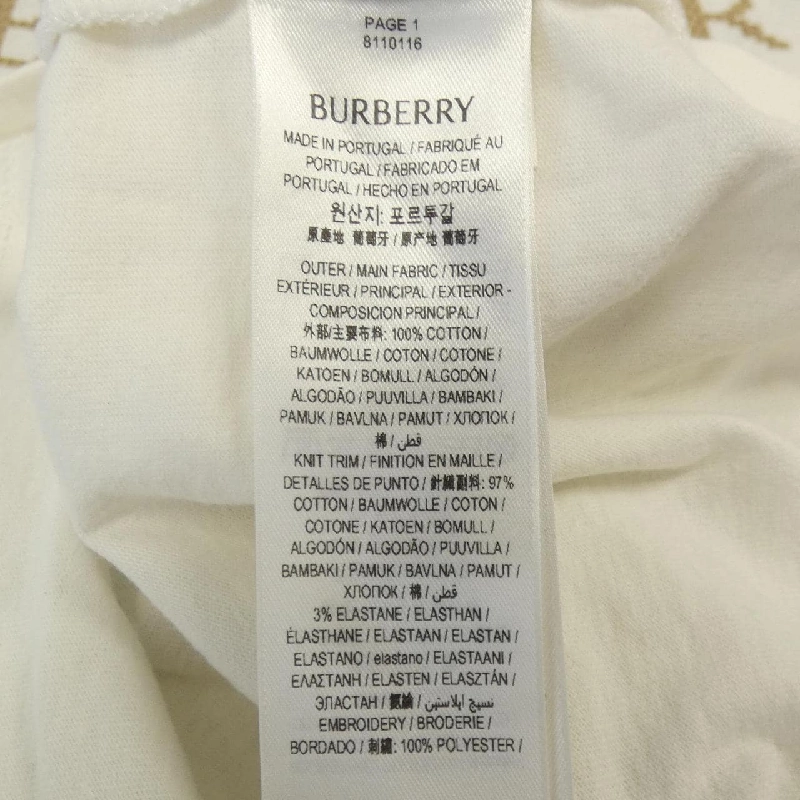 PAGE 1
8110116
BURBERRY
MADE IN PORTUGAL / FABRIQUÉ AU
PORTUGAL / FABRICADO EM
PORTUGAL / HECHO EN PORTUGAL
원산지: 포르투갈
原產地 葡萄牙 / 原产地 葡萄牙
OUTER / MAIN FABRIC / TISSU
EXTÉRIEUR / PRINCIPAL / EXTERIOR -
COMPOSICION PRINCIPAL /
外部/主要布料: 100% COTTON /
BAUMWOLLE / COTON / COTONE /
KATOEN / BOMULL / ALGODÓN /
ALGODÃO / PUUVILLA / BAMBAKI /
PAMUK / BAVLNA / PAMUT / ХЛОПОК /
棉 / قطن /
KNIT TRIM / FINITION EN MAILLE /
DETALLES DE PUNTO / 針織副料: 97%
COTTON / BAUMWOLLE / COTON /
COTONE / KATOEN / BOMULL /
ALGODÓN / ALGODÃO / PUUVILLA /
BAMBAKI / PAMUK / BAVLNA / PAMUT /
ХЛОПОК / 棉 / قطن /
3% ELASTANE / ELASTHAN /
ÉLASTHANE / ELASTAAN / ELASTAN /
ELASTANO / elastano / ELASTAANI /
ΕΛΑΣΤΑΝΗ / ELASTEN / ELASZTÁN /
ЭЛАСТАН / 氨綸 / نسيج إيلاستين /
EMBROIDERY / BRODERIE /
BORDADO / 刺繡: 100% POLYESTER /